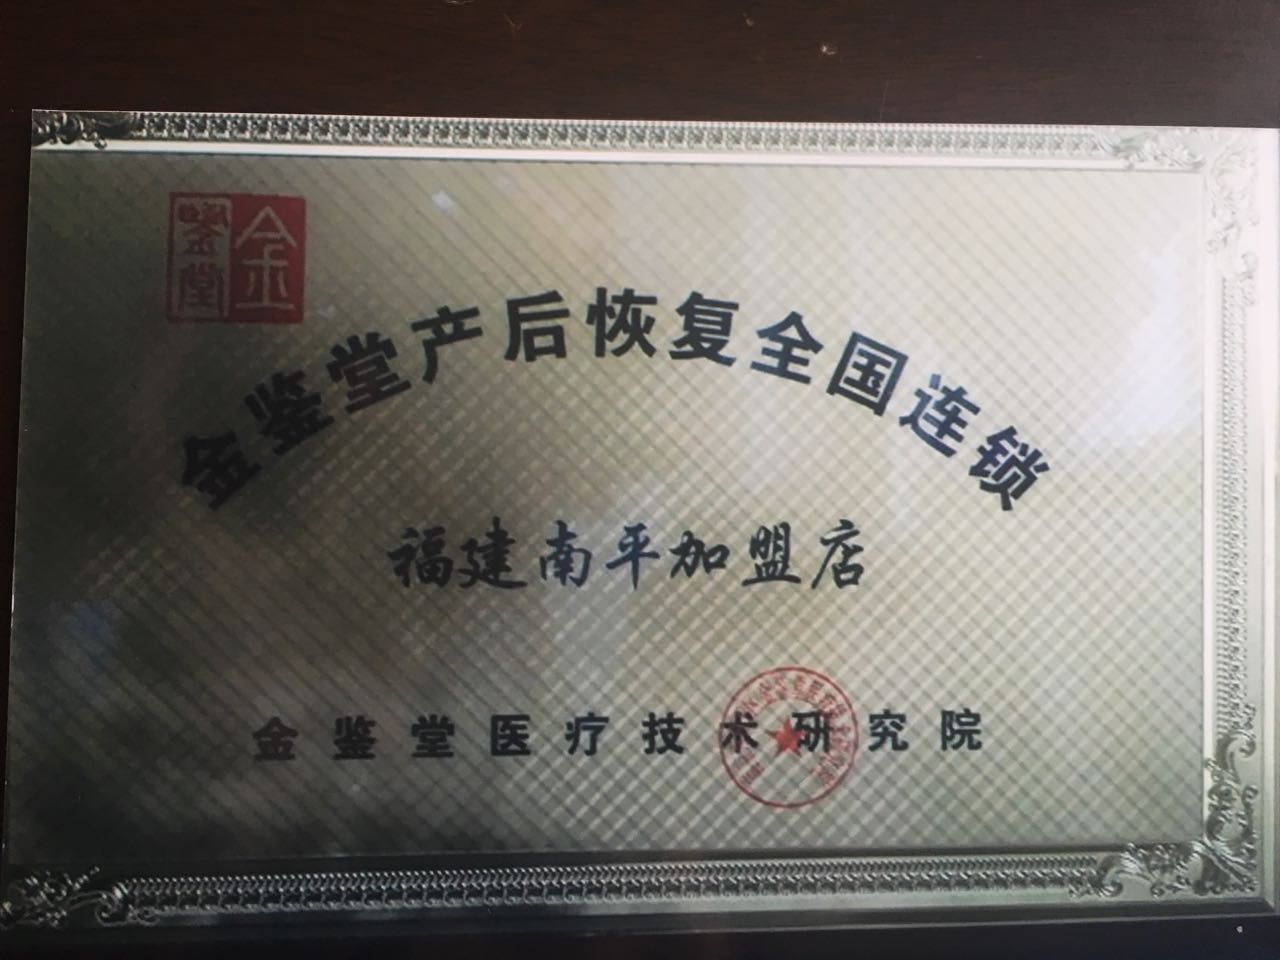 金鉴堂
金鉴堂产后恢复全国连锁
福建南平加盟店
金鉴堂医疗技术研究院